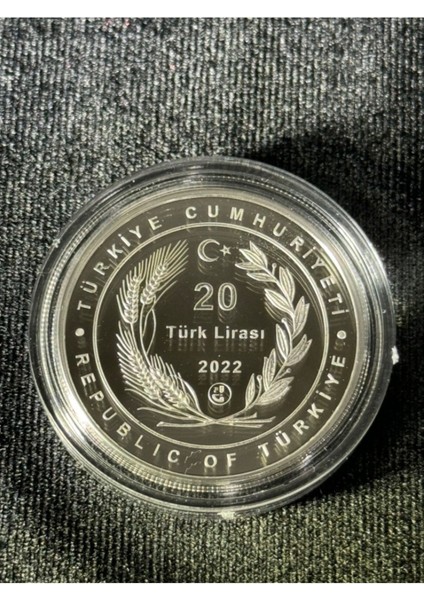 TÜRKİYE CUMHURİYETİ
20
Türk Lirası
2022
REPUBLIC OF TÜRKİYE